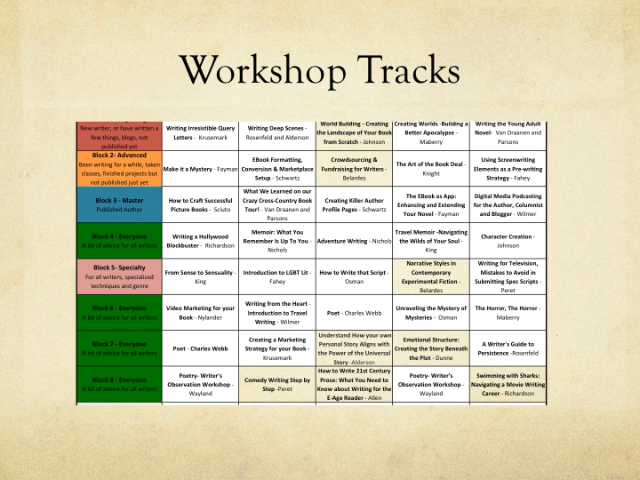 Workshop Tracks
New writer, or have written a
few things, blogs, not
published yet
Writing Irresistible Query
Letters - Krusemark
Writing Deep Scenes -
Rosenfeld and Alderson
World Building - Creating
the Landscape of Your Book
from Scratch - Johnson
Creating Worlds -Building a
Better Apocalypse -
Maberry
Writing the Young Adult
Novel- Van Draanen and
Parsons
Block 2- Advanced
Been writing for a while, taken
classes, finished projects but
not published just yet
Make it a Mystery - Fayman
EBook Formatting,
Conversion & Marketplace
Setup - Schwartz
Crowdsourcing &
Fundraising for Writers -
Belardes
The Art of the Book Deal -
Knight
Using Screenwriting
Elements as a Pre-writing
Strategy - Fahey
Block 3 - Master
Published Author
How to Craft Successful
Picture Books - Sciuto
What We Learned on our
Crazy Cross-Country Book
Tour! - Van Draanen and
Parsons
Creating Killer Author
Profile Pages - Schwartz
The EBook as App:
Enhancing and Extending
Your Novel - Fayman
Digital Media Podcasting
for the Author, Columnist
and Blogger - Wilmer
Block 4 - Everyone
A bit of advice for all writers
Writing a Hollywood
Blockbuster - Richardson
Memoir: What You
Remember Is Up To You -
Nichols
Adventure Writing - Nichols
Travel Memoir -Navigating
the Wilds of Your Soul -
King
Character Creation -
Johnson
Block 5- Specialty
For all writers, specialized
techniques and genre
From Sense to Sensuality -
King
Introduction to LGBT Lit -
Fahey
How to Write that Script -
Osman
Narrative Styles in
Contemporary
Experimental Fiction -
Belardes
Writing for Television,
Mistakes to Avoid in
Submitting Spec Scripts -
Peret
Block 6 - Everyone
A bit of advice for all writers
Video Marketing for your
Book - Nylander
Writing from the Heart -
Introduction to Travel
Writing - Wilmer
Poet - Charles Webb
Unraveling the Mystery of
Mysteries - Osman
The Horror, The Horror -
Maberry
Block 7 - Everyone
A bit of advice for all writers
Poet - Charles Webb
Creating a Marketing
Strategy for your Book -
Krusemark
Understand How your own
Personal Story Aligns with
the Power of the Universal
Story -Alderson
Emotional Structure:
Creating the Story Beneath
the Plot - Dunne
A Writer's Guide to
Persistence -Rosenfeld
Block 8 - Everyone
A bit of advice for all writers
Poetry- Writer's
Observation Workshop -
Wayland
Comedy Writing Step by
Step -Peret
How to Write 21st Century
Prose: What You Need to
Know about Writing for the
E-Age Reader - Allen
Poetry- Writer's
Observation Workshop -
Wayland
Swimming with Sharks:
Navigating a Movie Writing
Career - Richardson